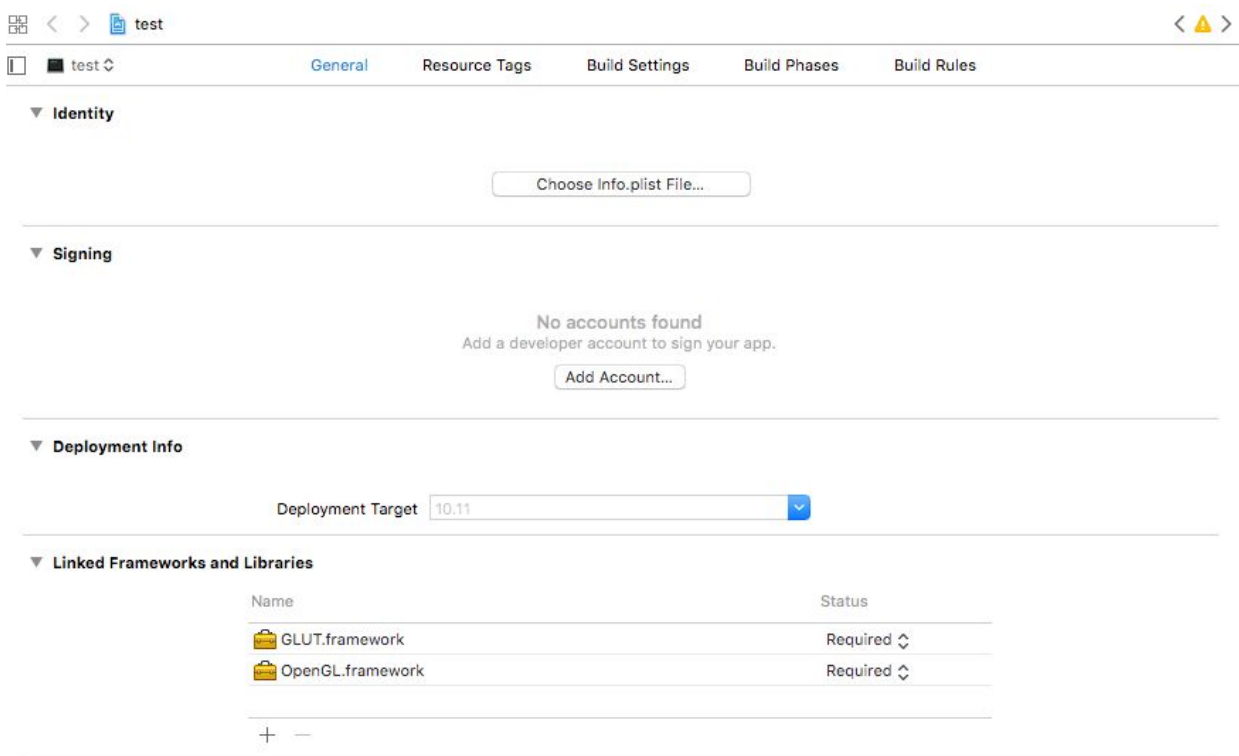 test
test General Resource Tags Build Settings Build Phases Build Rules
Identity
Choose Info.plist File...
Signing
No accounts found
Add a developer account to sign your app.
Add Account...
Deployment Info
Deployment Target 10.11
Linked Frameworks and Libraries
Name Status
GLUT.framework Required
OpenGL.framework Required